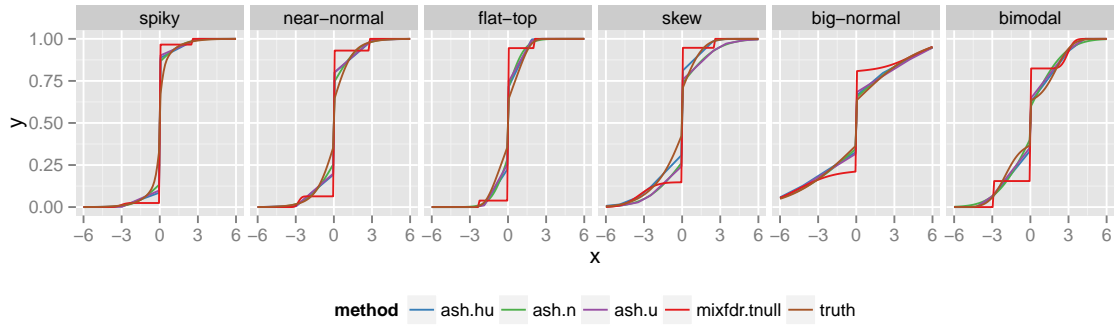 spiky near−normal flat−top skew big−normal bimodal
1.00
0.75
0.50
0.25
0.00
y
−6 −3 0 3 6 −6 −3 0 3 6 −6 −3 0 3 6 −6 −3 0 3 6 −6 −3 0 3 6 −6 −3 0 3 6
x
method ash.hu ash.n ash.u mixfdr.tnull truth